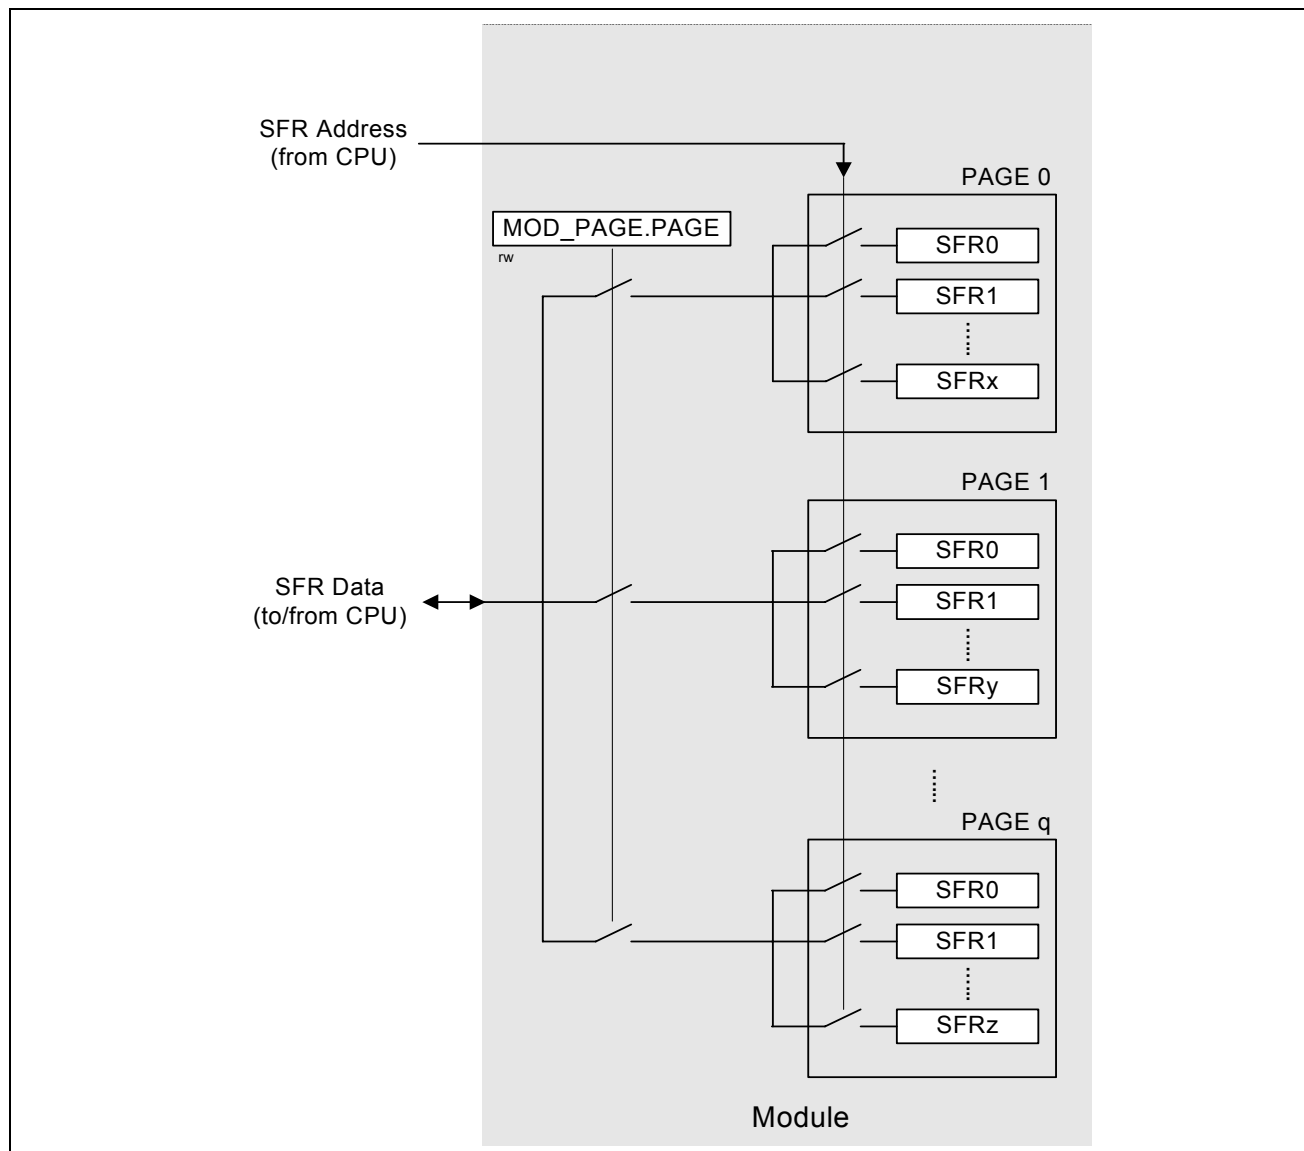 SFR Address
(from CPU)
PAGE 0
MOD_PAGE.PAGE
rw
SFR0
SFR1
SFRx
PAGE 1
SFR0
SFR1
SFRy
SFR Data
(to/from CPU)
PAGE q
SFR0
SFR1
SFRz
Module